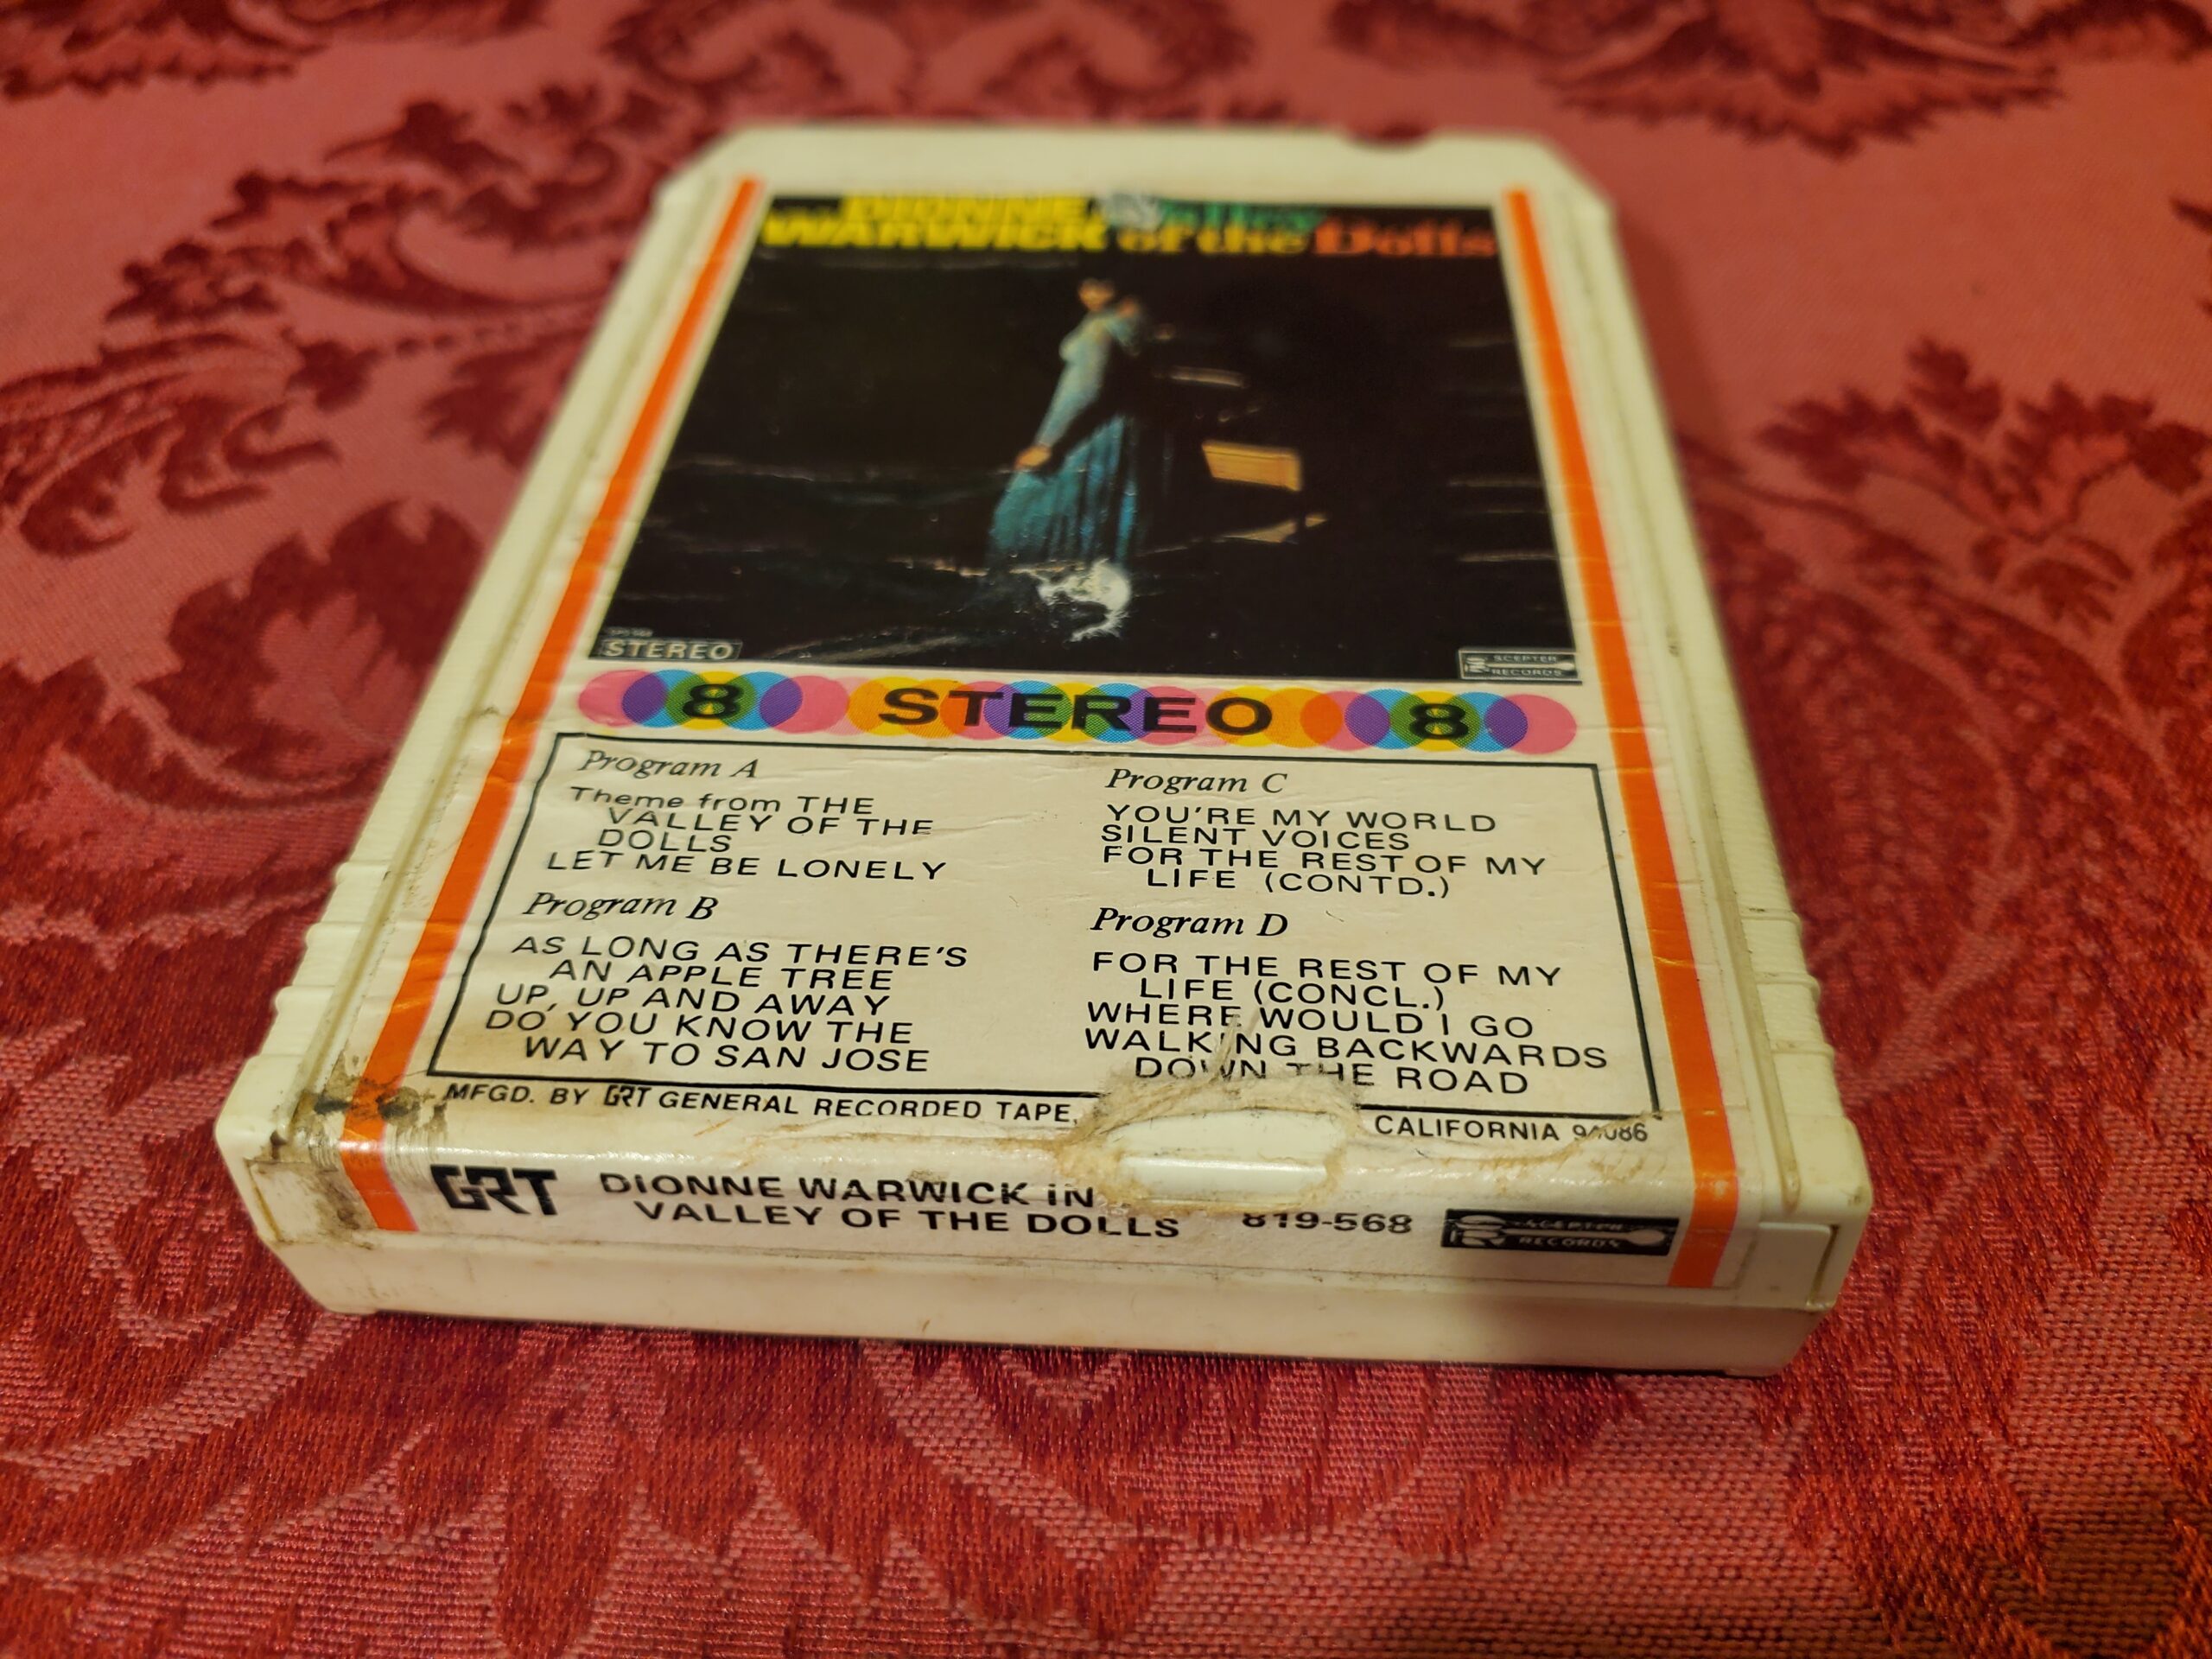 DIONNE
WARWICK
Valley
of the Dolls
STEREO
SCEPTER
RECORDS
8 STEREO 8
Program A
Theme from THE
VALLEY OF THE
DOLLS
LET ME BE LONELY
Program B
AS LONG AS THERE'S
AN APPLE TREE
UP, UP AND AWAY
DO YOU KNOW THE
WAY TO SAN JOSE
Program C
YOU'RE MY WORLD
SILENT VOICES
FOR THE REST OF MY
LIFE (CONTD.)
Program D
FOR THE REST OF MY
LIFE (CONCL.)
WHERE WOULD I GO
WALKING BACKWARDS
DOWN THE ROAD
MFGD. BY GRT GENERAL RECORDED TAPE, CALIFORNIA 94086
GRT
DIONNE WARWICK iN
VALLEY OF THE DOLLS
819-568
SCEPTER
RECORDS